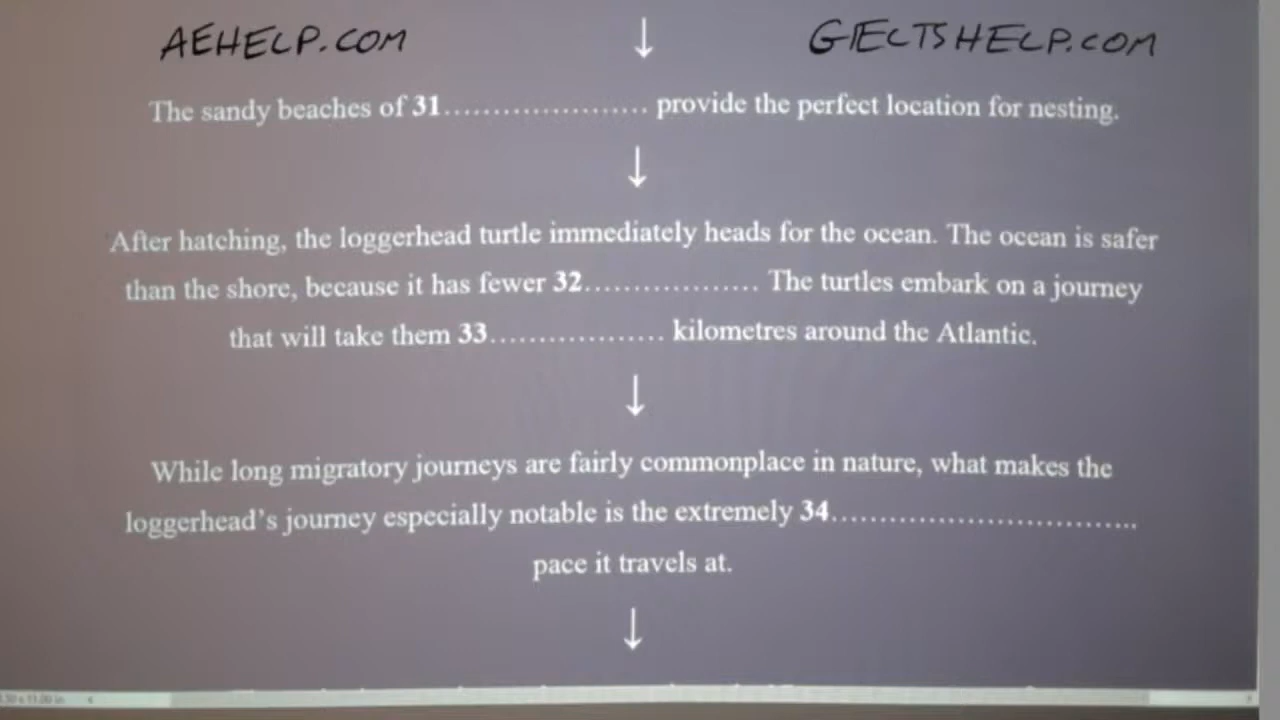 AEHELP.COM
GIELTSHELP.COM
The sandy beaches of 31.................... provide the perfect location for nesting.
After hatching, the loggerhead turtle immediately heads for the ocean. The ocean is safer
than the shore, because it has fewer 32.................. The turtles embark on a journey
that will take them 33.................. kilometres around the Atlantic.
While long migratory journeys are fairly commonplace in nature, what makes the
loggerhead's journey especially notable is the extremely 34................................
pace it travels at.